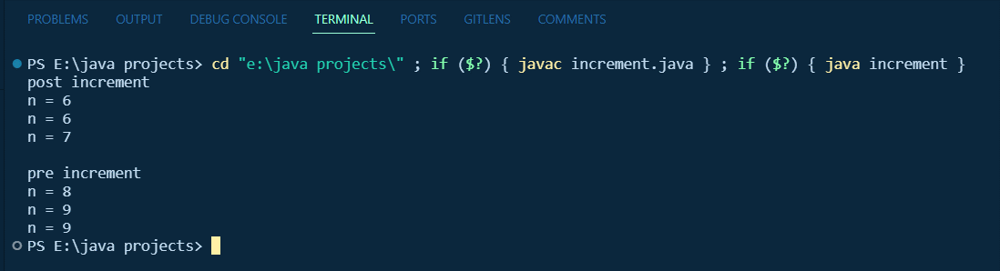 PROBLEMS OUTPUT DEBUG CONSOLE TERMINAL PORTS GITLENS COMMENTS
PS E:\java projects> cd "e:\java projects\" ; if ($?) { javac increment.java } ; if ($?) { java increment }
post increment
n = 6
n = 6
n = 7
pre increment
n = 8
n = 9
n = 9
PS E:\java projects>